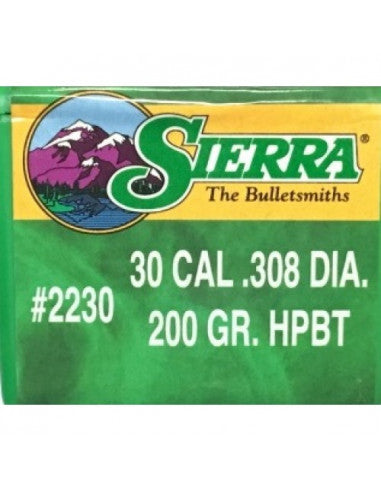 SIERRA®
The Bulletsmiths
30 CAL .308 DIA.
#2230
200 GR. HPBT